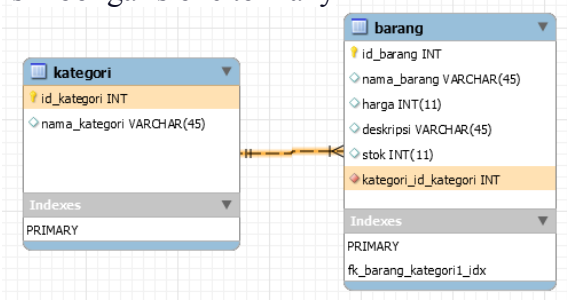 kategori
id_kategori INT
nama_kategori VARCHAR(45)
Indexes
PRIMARY
barang
id_barang INT
nama_barang VARCHAR(45)
harga INT(11)
deskripsi VARCHAR(45)
stok INT(11)
kategori_id_kategori INT
Indexes
PRIMARY
fk_barang_kategori1_idx